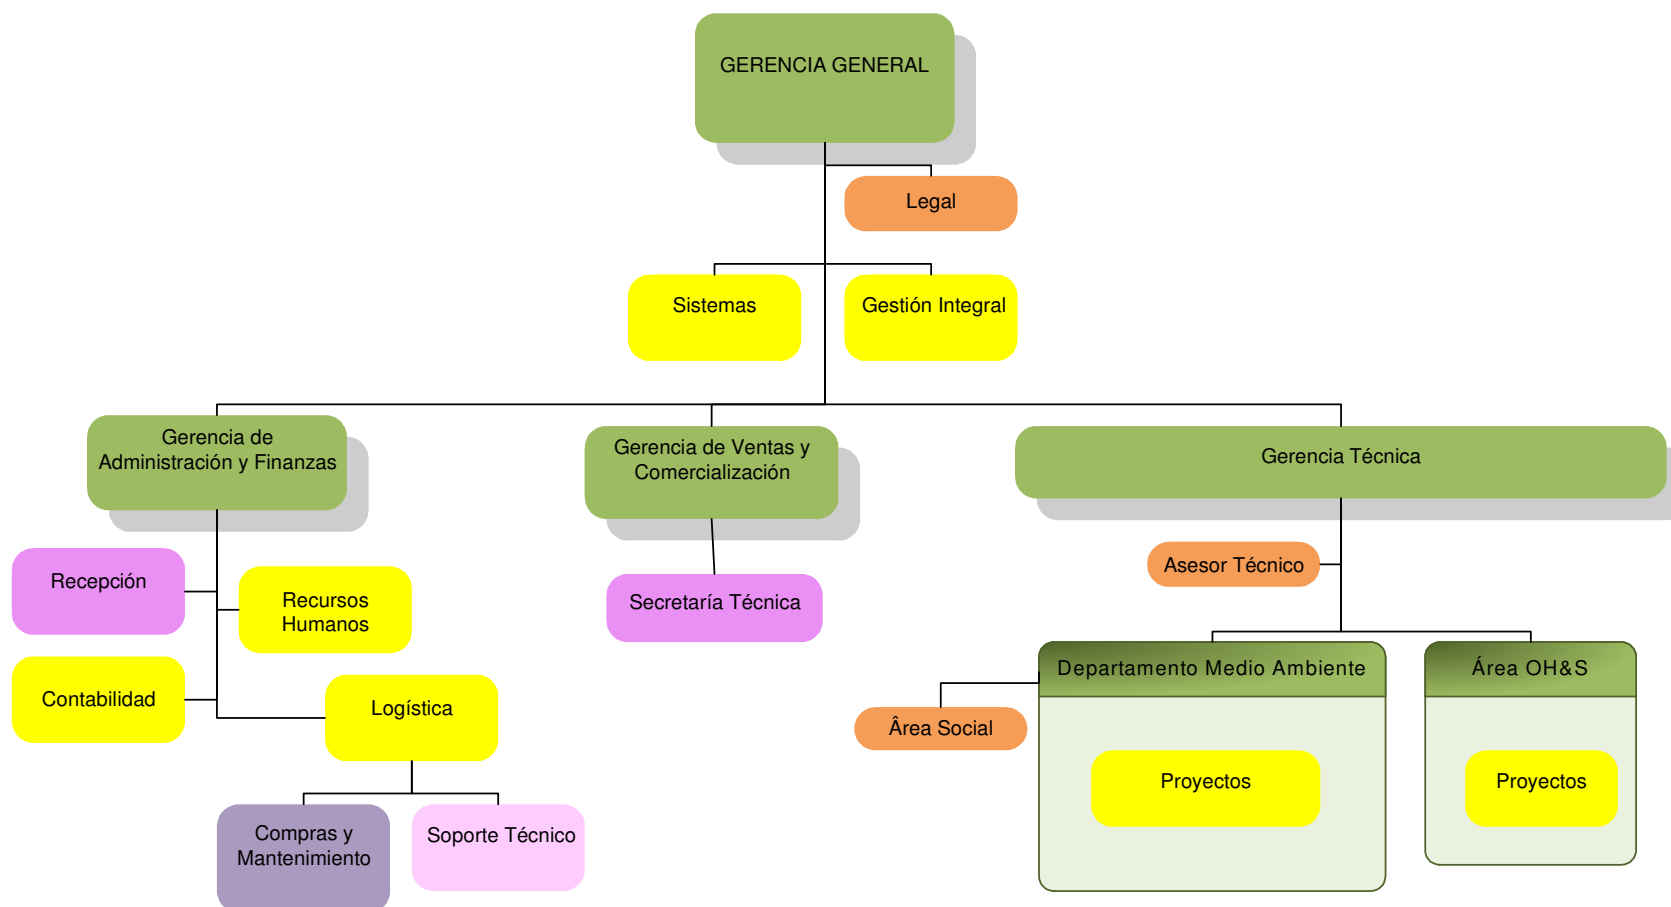 GERENCIA GENERAL
Legal
Sistemas
Gestión Integral
Gerencia de
Administración y Finanzas
Gerencia de Ventas y
Comercialización
Gerencia Técnica
Recepción
Recursos
Humanos
Secretaría Técnica
Asesor Técnico
Contabilidad
Logística
Departamento Medio Ambiente
Área OH&S
Ârea Social
Proyectos
Proyectos
Compras y
Mantenimiento
Soporte Técnico